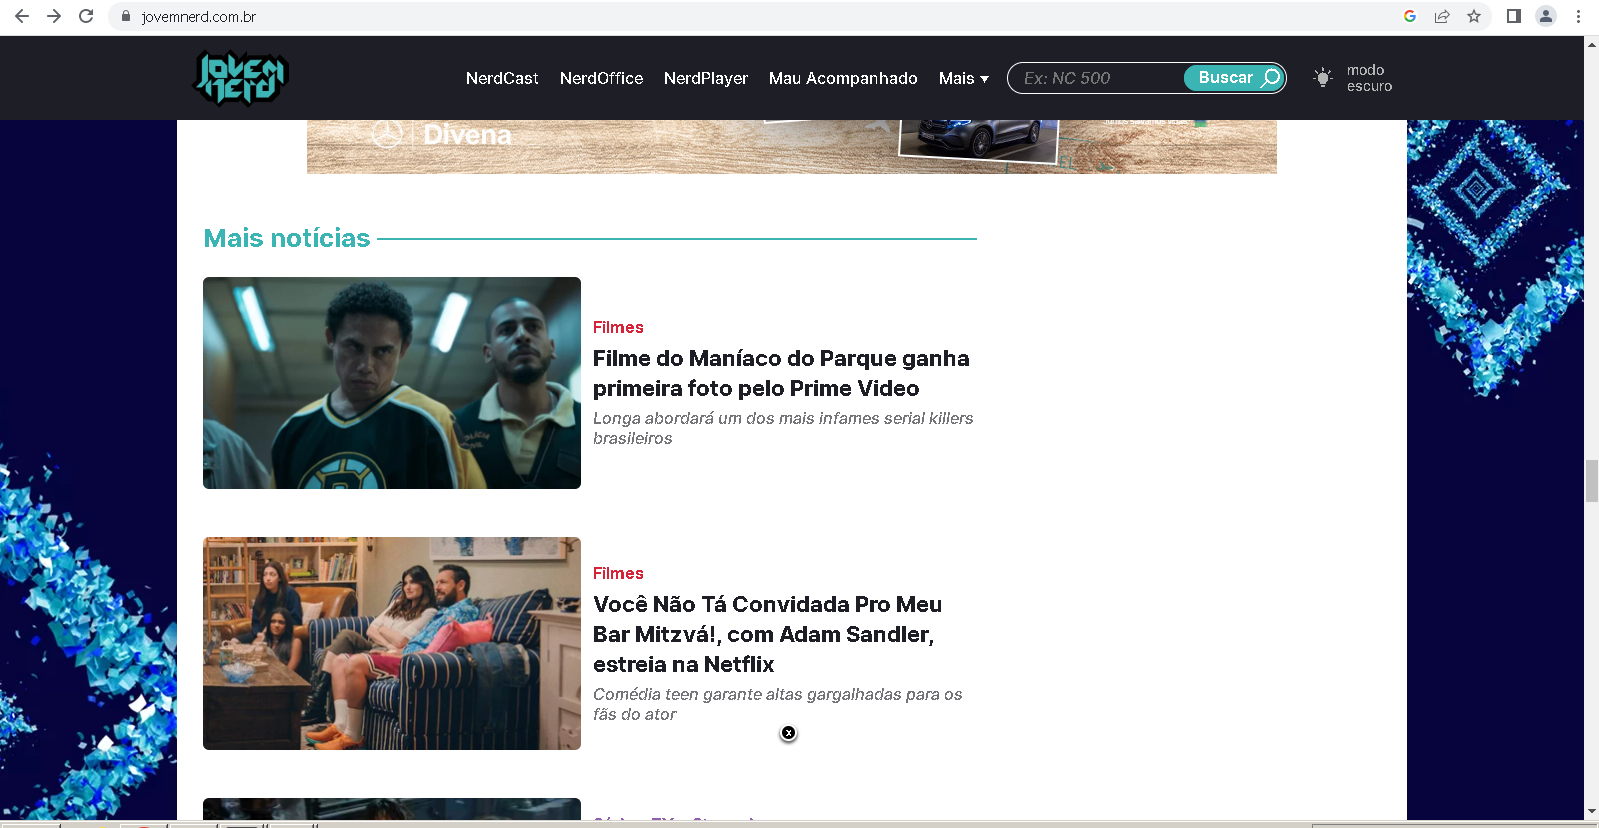 jovemnerd.com.br
JOVEM
NERD
NerdCast
NerdOffice
NerdPlayer
Mau Acompanhado
Mais
Ex: NC 500
Buscar
modo
escuro
Divena
Mais notícias
Filmes
Filme do Maníaco do Parque ganha
primeira foto pelo Prime Video
Longa abordará um dos mais infames serial killers
brasileiros
Filmes
Você Não Tá Convidada Pro Meu
Bar Mitzvá!, com Adam Sandler,
estreia na Netflix
Comédia teen garante altas gargalhadas para os
fãs do ator
x